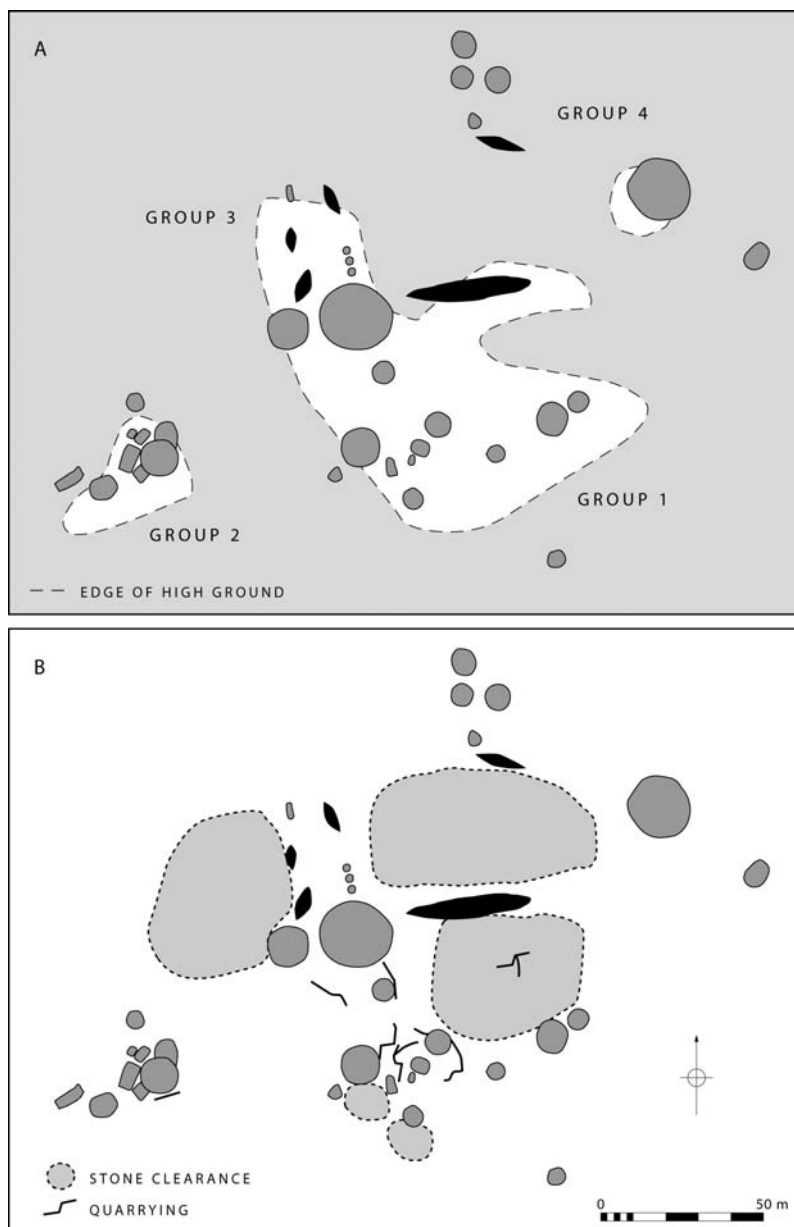 A
GROUP 4
GROUP 3
GROUP 1
GROUP 2
EDGE OF HIGH GROUND
B
STONE CLEARANCE
QUARRYING
0 50 m